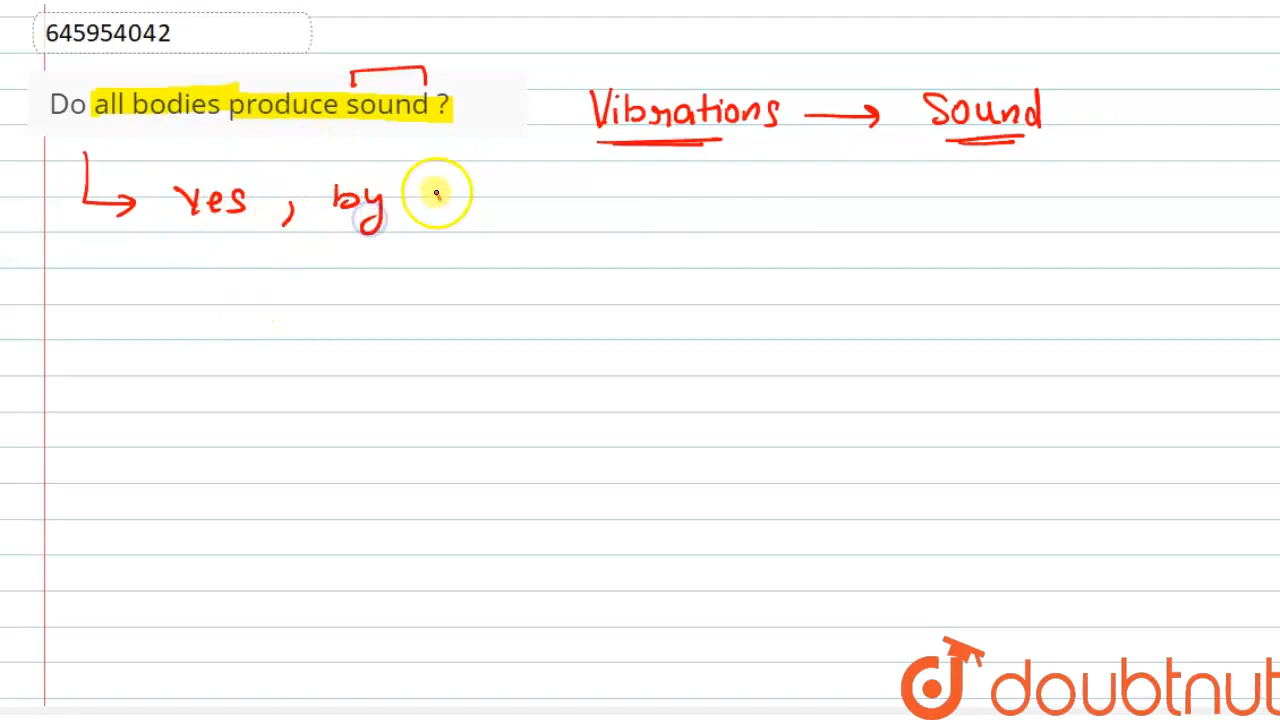 645954042
Do all bodies produce sound ?
Vibrations → Sound
Yes , by
doubtnut